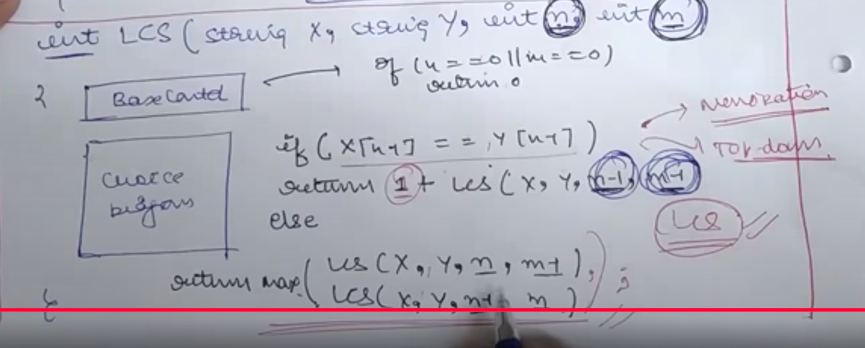 int LCS ( string X, string Y, int n, int m
{
Base Condtⁿ
if (n==0||m==0)
return 0
Choice Diagram
if ( X[n-1] == Y[n-1] )
return 1 + LCS ( X, Y, n-1, m-1
else
return max ( LCS (X, Y, n, m-1),
LCS(X, Y, n-1, m ) ) ;
}
Memoization
Top-down
LCS